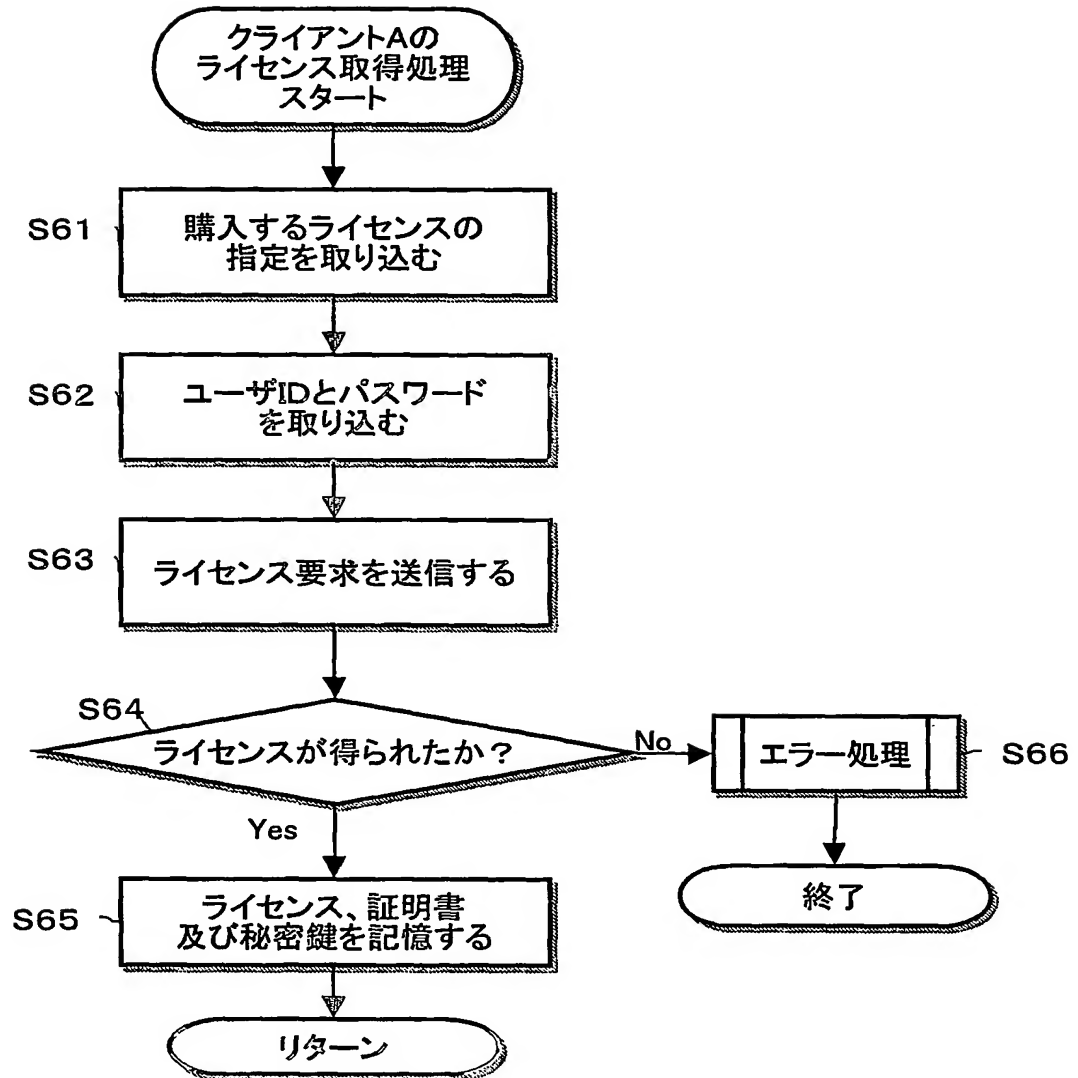 クライアントAの
ライセンス取得処理
スタート
S61
購入するライセンスの
指定を取り込む
S62
ユーザIDとパスワード
を取り込む
S63
ライセンス要求を送信する
S64
ライセンスが得られたか?
No
エラー処理
S66
Yes
終了
S65
ライセンス、証明書
及び秘密鍵を記憶する
リターン